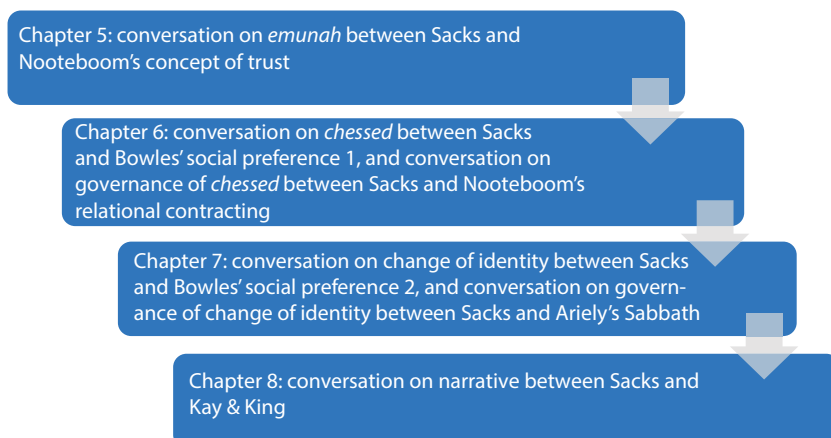 Chapter 5: conversation on emunah between Sacks and
Nooteboom’s concept of trust
Chapter 6: conversation on chessed between Sacks
and Bowles’ social preference 1, and conversation on
governance of chessed between Sacks and Nooteboom’s
relational contracting
Chapter 7: conversation on change of identity between Sacks
and Bowles’ social preference 2, and conversation on govern-
ance of change of identity between Sacks and Ariely’s Sabbath
Chapter 8: conversation on narrative between Sacks and
Kay & King